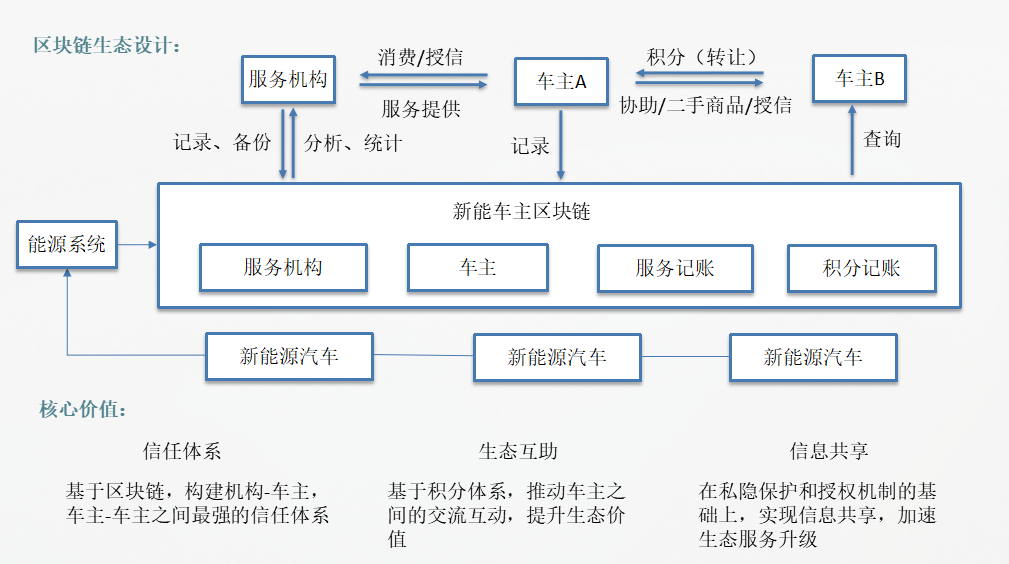 区块链生态设计：
服务机构
消费/授信
服务提供
车主A
积分（转让）
协助/二手商品/授信
车主B
记录、备份
分析、统计
记录
查询
新能车主区块链
能源系统
服务机构
车主
服务记账
积分记账
新能源汽车
新能源汽车
新能源汽车
核心价值：
信任体系
基于区块链，构建机构-车主，
车主-车主之间最强的信任体系
生态互助
基于积分体系，推动车主之
间的交流互动，提升生态价
值
信息共享
在私隐保护和授权机制的基
础上，实现信息共享，加速
生态服务升级